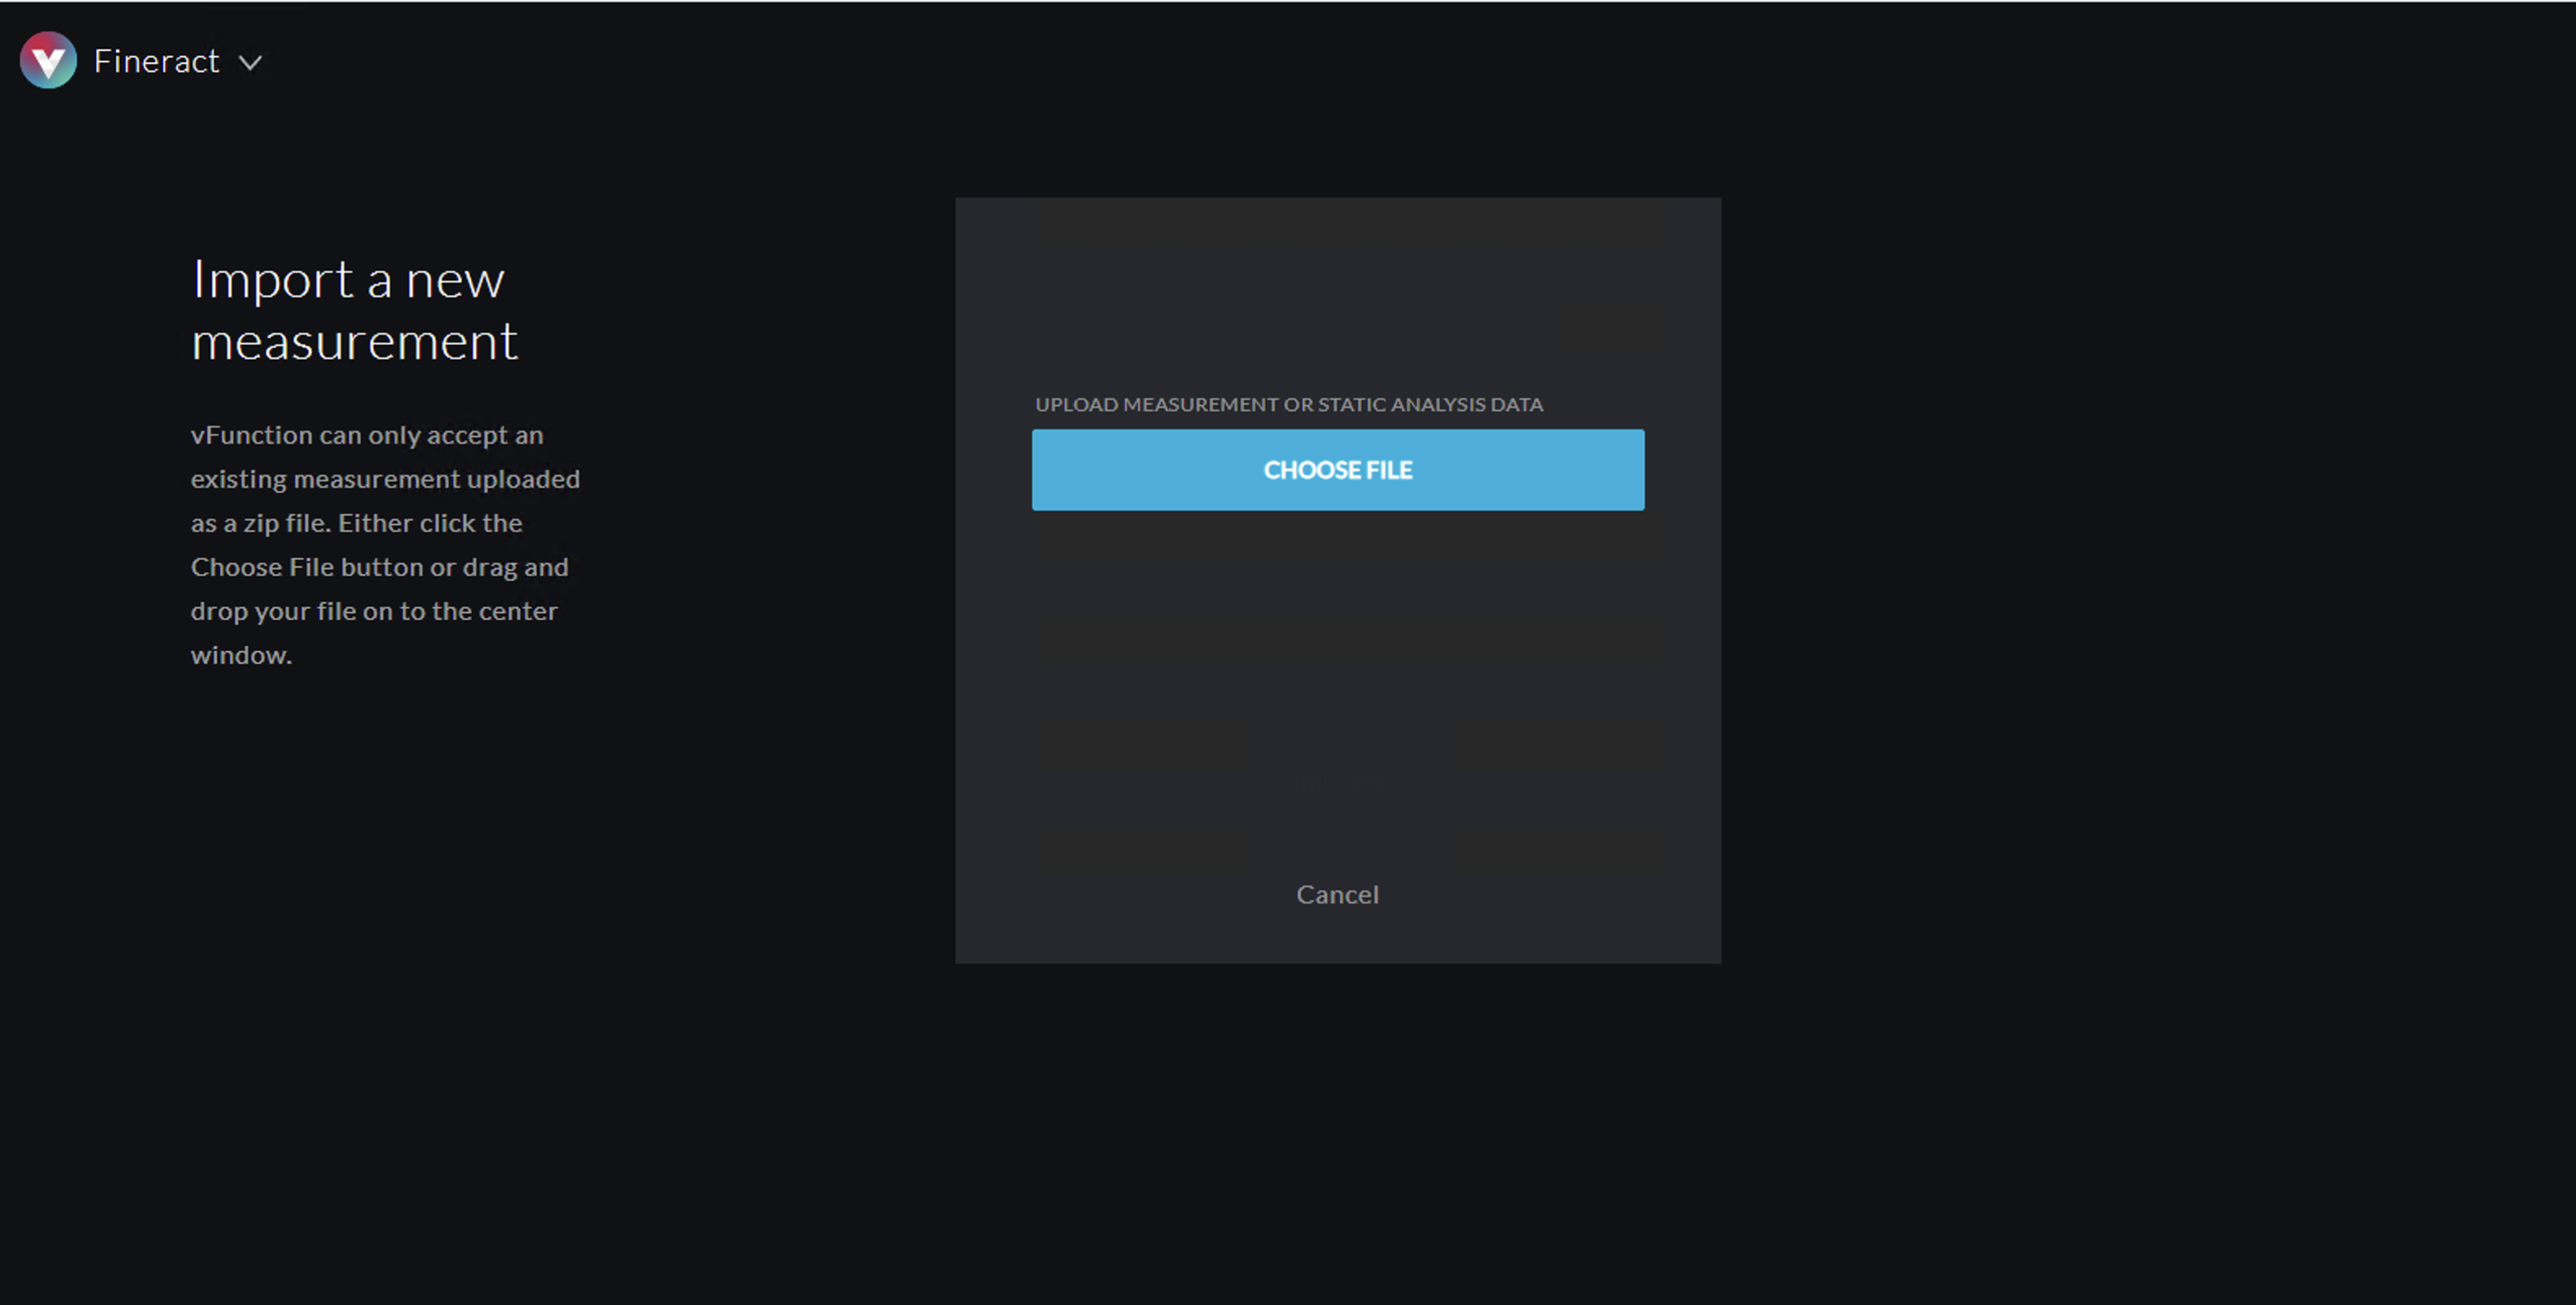 Fineract
Import a new
measurement
vFunction can only accept an
existing measurement uploaded
as a zip file. Either click the
Choose File button or drag and
drop your file on to the center
window.
UPLOAD MEASUREMENT OR STATIC ANALYSIS DATA
CHOOSE FILE
Cancel